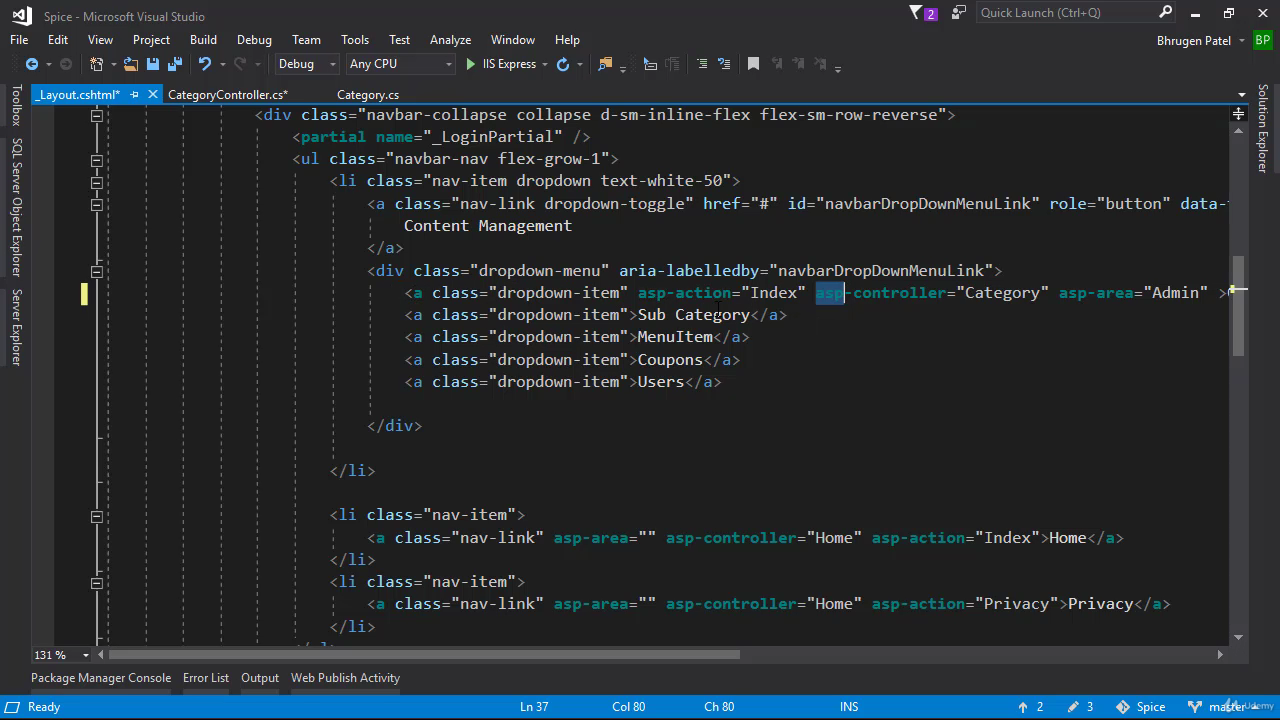 Spice - Microsoft Visual Studio
2
Quick Launch (Ctrl+Q)
File Edit View Project Build Debug Team Tools Test Analyze Window Help
Bhrugen Patel BP
Debug Any CPU IIS Express
_Layout.cshtml* CategoryController.cs* Category.cs
Toolbox
SQL Server Object Explorer
Server Explorer
Solution Explorer
<div class="navbar-collapse collapse d-sm-inline-flex flex-sm-row-reverse">
<partial name="_LoginPartial" />
<ul class="navbar-nav flex-grow-1">
<li class="nav-item dropdown text-white-50">
<a class="nav-link dropdown-toggle" href="#" id="navbarDropDownMenuLink" role="button" data-
Content Management
</a>
<div class="dropdown-menu" aria-labelledby="navbarDropDownMenuLink">
<a class="dropdown-item" asp-action="Index" asp-controller="Category" asp-area="Admin" >
<a class="dropdown-item">Sub Category</a>
<a class="dropdown-item">MenuItem</a>
<a class="dropdown-item">Coupons</a>
<a class="dropdown-item">Users</a>
</div>
</li>
<li class="nav-item">
<a class="nav-link" asp-area="" asp-controller="Home" asp-action="Index">Home</a>
</li>
<li class="nav-item">
<a class="nav-link" asp-area="" asp-controller="Home" asp-action="Privacy">Privacy</a>
</li>
131 %
Package Manager Console Error List Output Web Publish Activity
Ready Ln 37 Col 80 Ch 80 INS 2 3 Spice master
Udemy